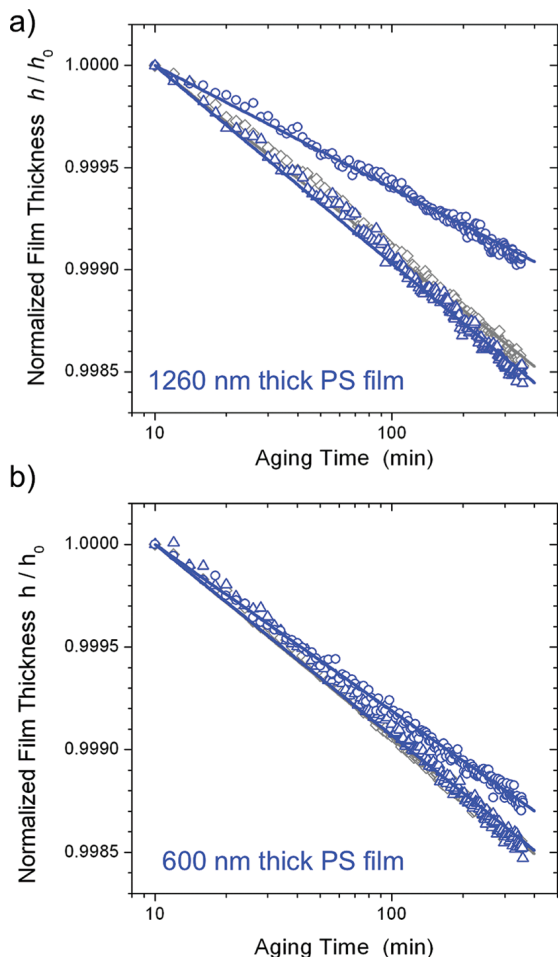 a)
Normalized Film Thickness h / h0
1.0000
0.9995
0.9990
0.9985
1260 nm thick PS film
10
100
Aging Time (min)
b)
Normalized Film Thickness h / h0
1.0000
0.9995
0.9990
0.9985
600 nm thick PS film
10
100
Aging Time (min)